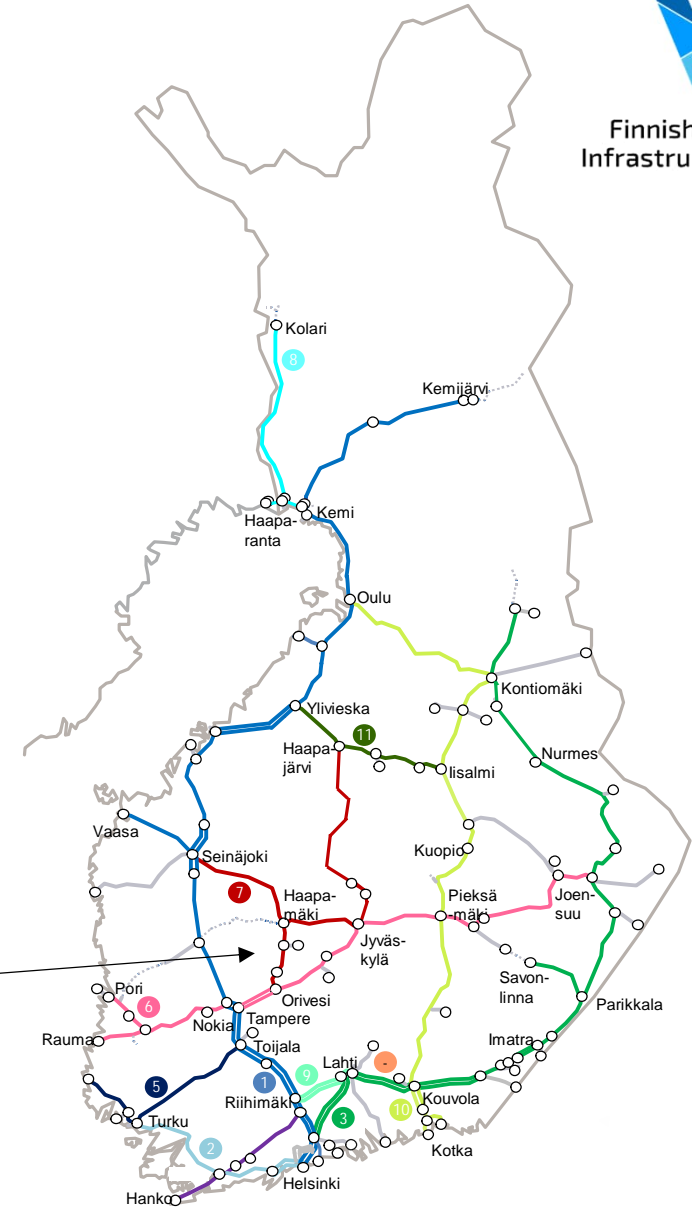 Finnish
Infrastru
Kolari
8
Kemijärvi
Haapa-
ranta
Kemi
Oulu
Kontiomäki
Ylivieska
11
Haapa-
järvi
Nurmes
Iisalmi
Vaasa
Seinäjoki
Kuopio
7
Haapa-
mäki
Pieksä
-mäki
Joen-
suu
Jyväs-
kylä
Savon-
linna
Pori
6
Orivesi
Parikkala
Nokia
Tampere
Rauma
Toijala
Imatra
Lahti
-
5
1
9
Kouvola
Riihimäki
10
3
Turku
Kotka
2
Helsinki
Hanko